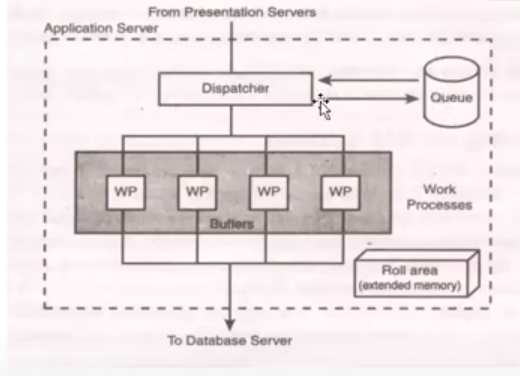 From Presentation Servers
Application Server
Dispatcher
Queue
WP
WP
WP
WP
Buffers
Work
Processes
Roll area
(extended memory)
To Database Server